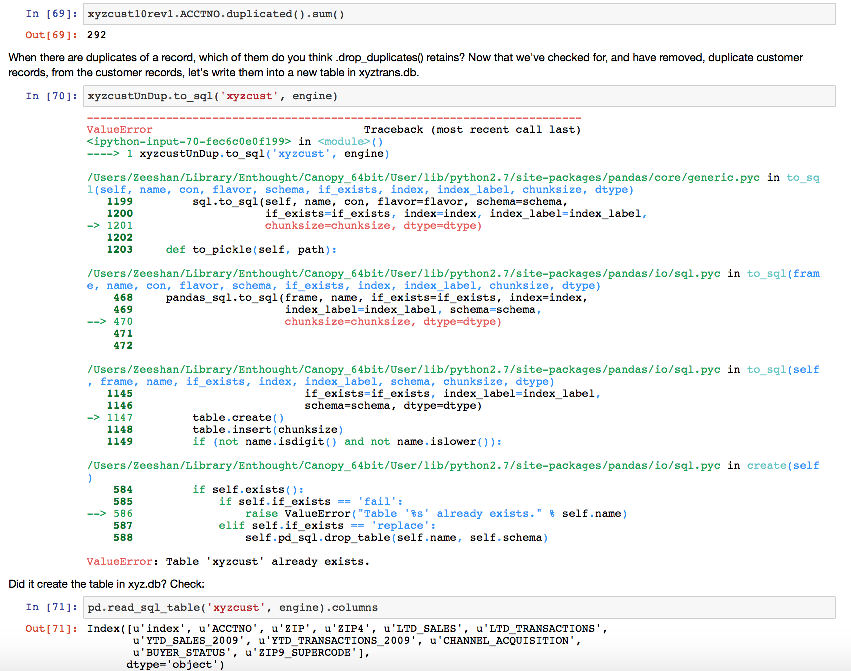 In [69]: xyzcust10rev1.ACCTNO.duplicated().sum()
Out[69]: 292
When there are duplicates of a record, which of them do you think .drop_duplicates() retains? Now that we've checked for, and have removed, duplicate customer
records, from the customer records, let's write them into a new table in xyztrans.db.
In [70]: xyzcustUnDup.to_sql('xyzcust', engine)
---------------------------------------------------------------------------
ValueError                                Traceback (most recent call last)
<ipython-input-70-fec6c0e0f199> in <module>()
----> 1 xyzcustUnDup.to_sql('xyzcust', engine)
/Users/Zeeshan/Library/Enthought/Canopy_64bit/User/lib/python2.7/site-packages/pandas/core/generic.pyc in to_sq
l(self, name, con, flavor, schema, if_exists, index, index_label, chunksize, dtype)
1199         sql.to_sql(self, name, con, flavor=flavor, schema=schema,
1200                    if_exists=if_exists, index=index, index_label=index_label,
-> 1201                    chunksize=chunksize, dtype=dtype)
1202
1203     def to_pickle(self, path):
/Users/Zeeshan/Library/Enthought/Canopy_64bit/User/lib/python2.7/site-packages/pandas/io/sql.pyc in to_sql(fram
e, name, con, flavor, schema, if_exists, index, index_label, chunksize, dtype)
468     pandas_sql.to_sql(frame, name, if_exists=if_exists, index=index,
469                       index_label=index_label, schema=schema,
--> 470                       chunksize=chunksize, dtype=dtype)
471
472
/Users/Zeeshan/Library/Enthought/Canopy_64bit/User/lib/python2.7/site-packages/pandas/io/sql.pyc in to_sql(self
, frame, name, if_exists, index, index_label, schema, chunksize, dtype)
1145                          if_exists=if_exists, index_label=index_label,
1146                          schema=schema, dtype=dtype)
-> 1147         table.create()
1148         table.insert(chunksize)
1149         if (not name.isdigit() and not name.islower()):
/Users/Zeeshan/Library/Enthought/Canopy_64bit/User/lib/python2.7/site-packages/pandas/io/sql.pyc in create(self
)
584         if self.exists():
585             if self.if_exists == 'fail':
--> 586                 raise ValueError("Table '%s' already exists." % self.name)
587             elif self.if_exists == 'replace':
588                 self.pd_sql.drop_table(self.name, self.schema)
ValueError: Table 'xyzcust' already exists.
Did it create the table in xyz.db? Check:
In [71]: pd.read_sql_table('xyzcust', engine).columns
Out[71]: Index([u'index', u'ACCTNO', u'ZIP', u'ZIP4', u'LTD_SALES', u'LTD_TRANSACTIONS',
u'YTD_SALES_2009', u'YTD_TRANSACTIONS_2009', u'CHANNEL_ACQUISITION',
u'BUYER_STATUS', u'ZIP9_SUPERCODE'],
dtype='object')